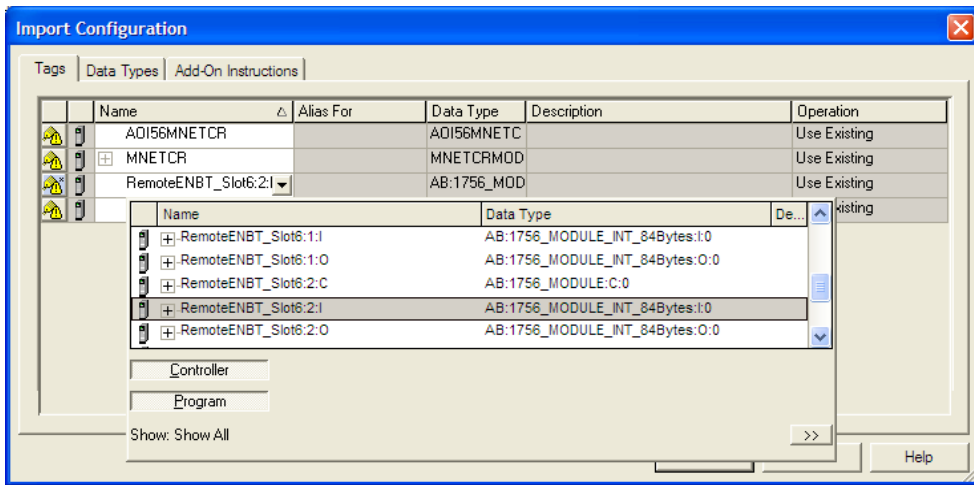 Import Configuration
Tags Data Types Add-On Instructions
Name Alias For Data Type Description Operation
AOI56MNETCR AOI56MNETC Use Existing
MNETCR MNETCRMOD Use Existing
RemoteENBT_Slot6:2:I AB:1756_MOD Use Existing
xisting
Name Data Type De...
RemoteENBT_Slot6:1:I AB:1756_MODULE_INT_84Bytes:I:0
RemoteENBT_Slot6:1:O AB:1756_MODULE_INT_84Bytes:O:0
RemoteENBT_Slot6:2:C AB:1756_MODULE:C:0
RemoteENBT_Slot6:2:I AB:1756_MODULE_INT_84Bytes:I:0
RemoteENBT_Slot6:2:O AB:1756_MODULE_INT_84Bytes:O:0
Controller
Program
Show: Show All >>
Help